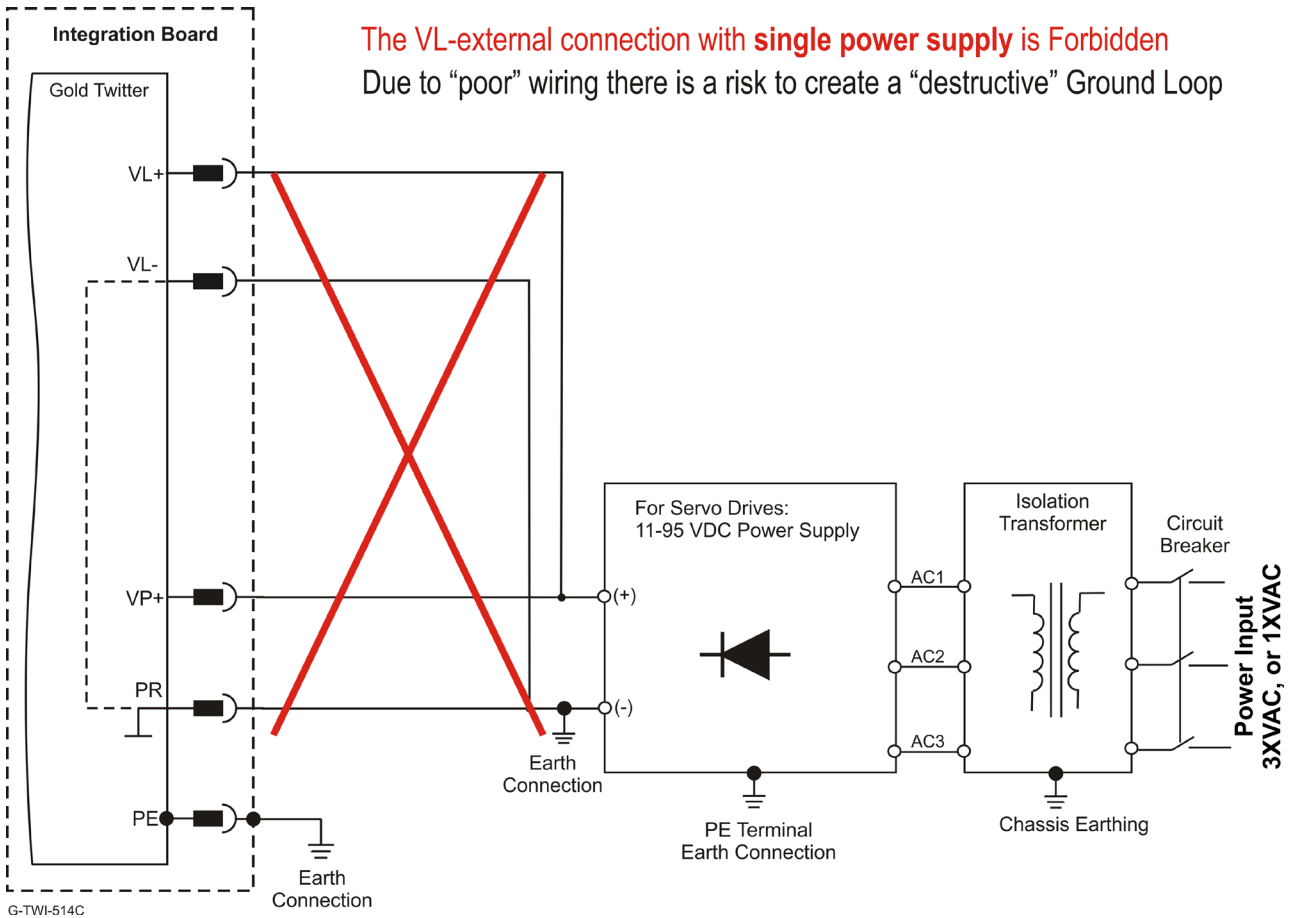 Integration Board
The VL-external connection with single power supply is Forbidden
Due to “poor” wiring there is a risk to create a “destructive” Ground Loop
Gold Twitter
VL+
VL-
VP+
PR
PE
For Servo Drives:
11-95 VDC Power Supply
(+)
(-)
AC1
AC2
AC3
Isolation
Transformer
Circuit
Breaker
Power Input
3XVAC, or 1XVAC
Earth
Connection
PE Terminal
Earth Connection
Chassis Earthing
Earth
Connection
G-TWI-514C